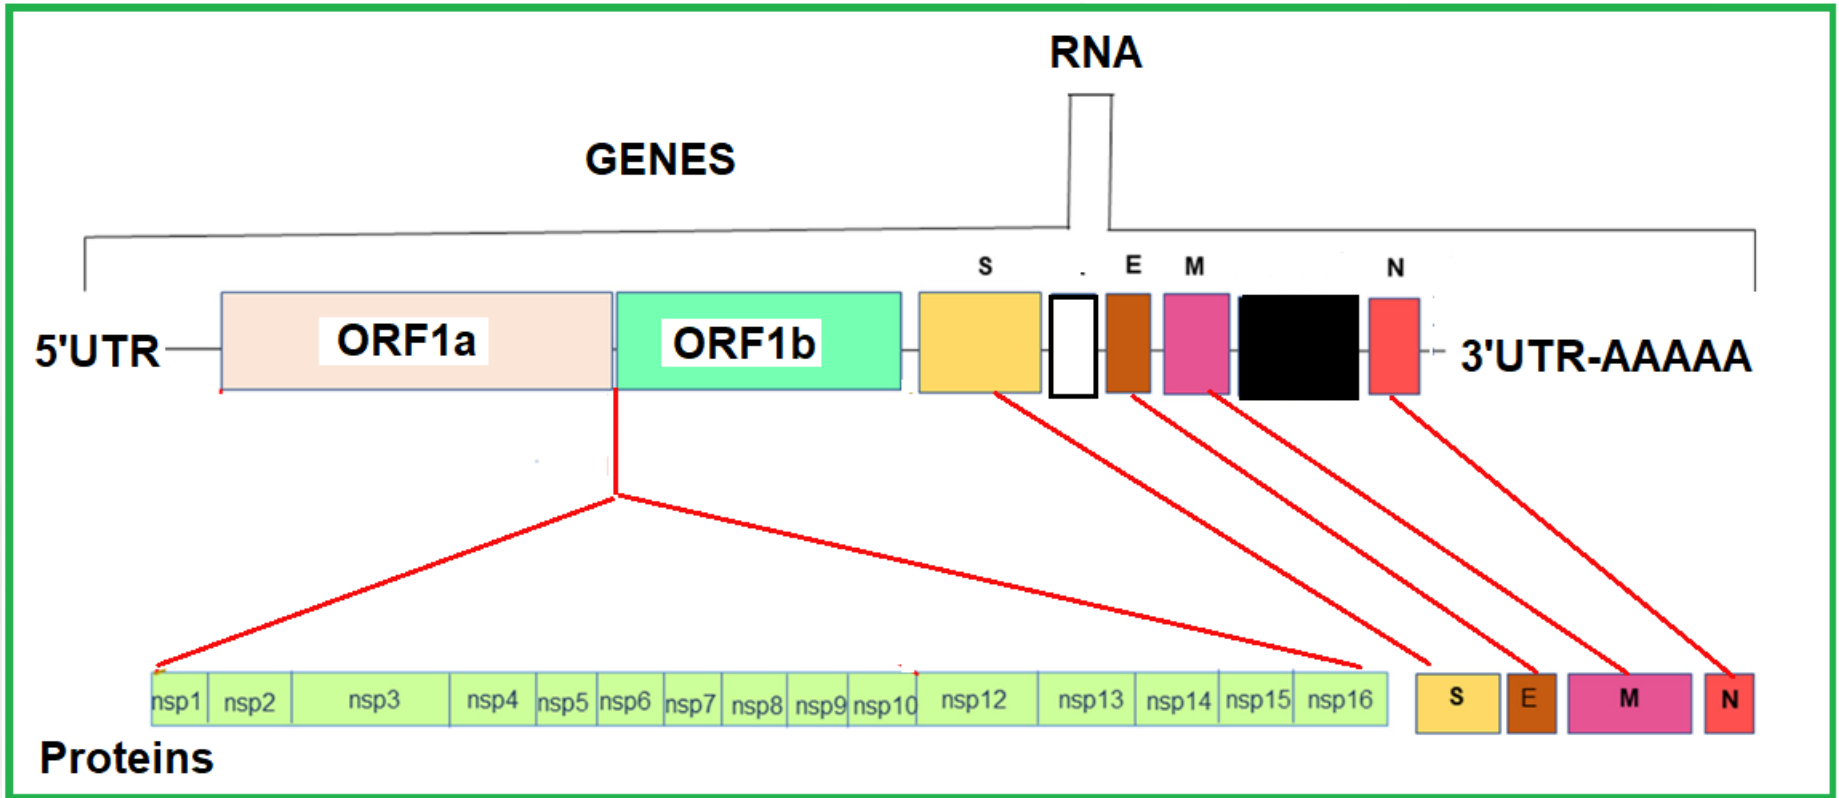 RNA
GENES
S . E M N
5'UTR ORF1a ORF1b 3'UTR-AAAAA
nsp1 nsp2 nsp3 nsp4 nsp5 nsp6 nsp7 nsp8 nsp9 nsp10 nsp12 nsp13 nsp14 nsp15 nsp16 S E M N
Proteins